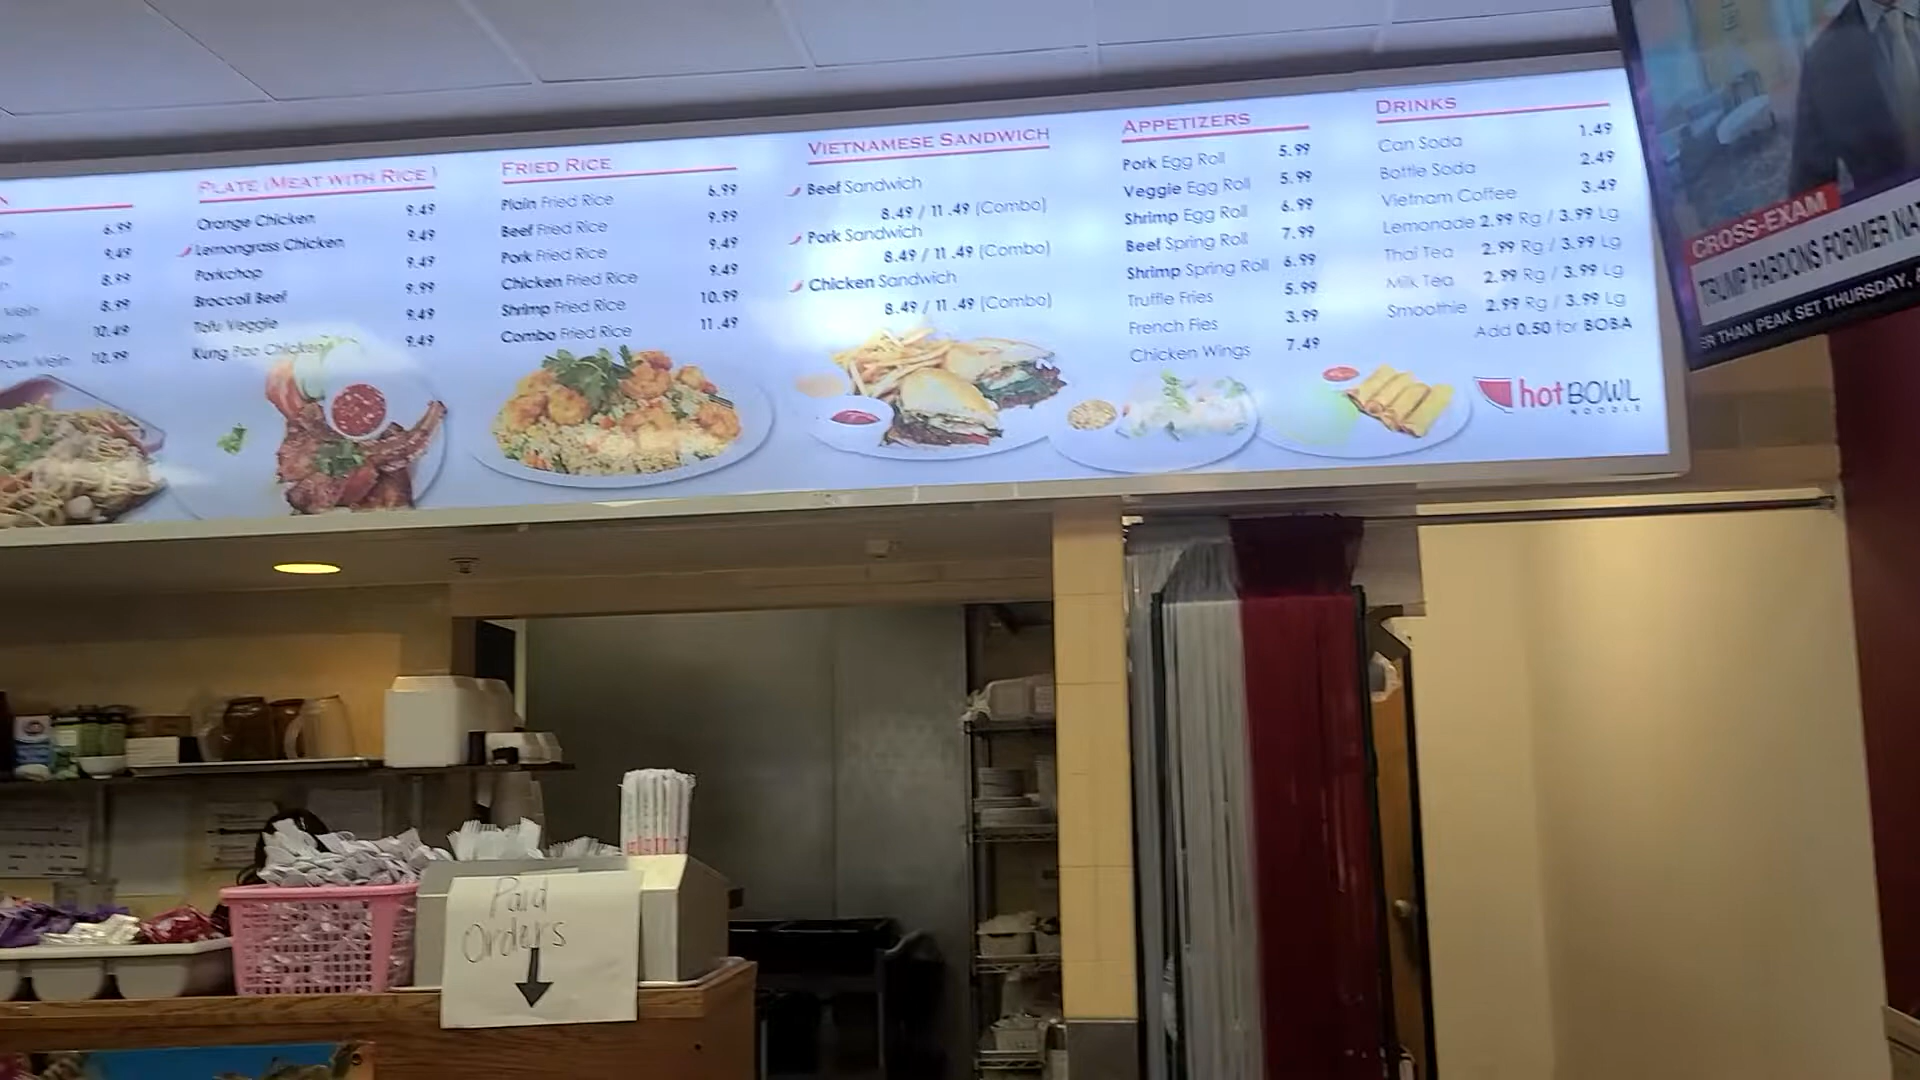 6.99
9.49
8.99
Mein 8.99
10.49
how Mein 12.99
PLATE (MEAT WITH RICE)
Orange Chicken 9.49
Lemongrass Chicken 9.49
Porkchop 9.49
Broccoli Beef 9.99
Tofu Veggie 9.49
Kung Pao Chicken 9.49
FRIED RICE
Plain Fried Rice 6.99
Beef Fried Rice 9.99
Pork Fried Rice 9.49
Chicken Fried Rice 9.49
Shrimp Fried Rice 10.99
Combo Fried Rice 11.49
VIETNAMESE SANDWICH
Beef Sandwich
8.49 / 11.49 (Combo)
Pork Sandwich
8.49 / 11.49 (Combo)
Chicken Sandwich
8.49 / 11.49 (Combo)
APPETIZERS
Pork Egg Roll 5.99
Veggie Egg Roll 5.99
Shrimp Egg Roll 6.99
Beef Spring Roll 7.99
Shrimp Spring Roll 6.99
Truffle Fries 5.99
French Fies 3.99
Chicken Wings 7.49
DRINKS
Can Soda 1.49
Bottle Soda 2.49
Vietnam Coffee 3.49
Lemonade 2.99 Rg / 3.99 Lg
Thai Tea 2.99 Rg / 3.99 Lg
Milk Tea 2.99 Rg / 3.99 Lg
Smoothie 2.99 Rg / 3.99 Lg
Add 0.50 for BOBA
hotBOWL
NOODLE
CROSS-EXAM
TRUMP PARDONS FORMER NA
ER THAN PEAK SET THURSDAY,
Paid
Orders